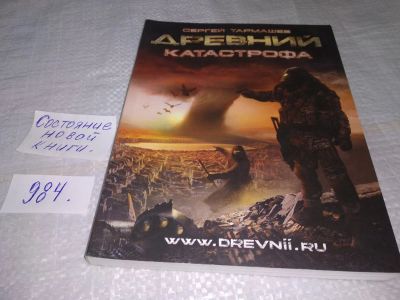 СЕРГЕЙ ТАРМАШЕВ
ДРЕВНИЙ
КАТАСТРОФА
Состояние
новой
книги.
984.
WWW.DREVNII.RU